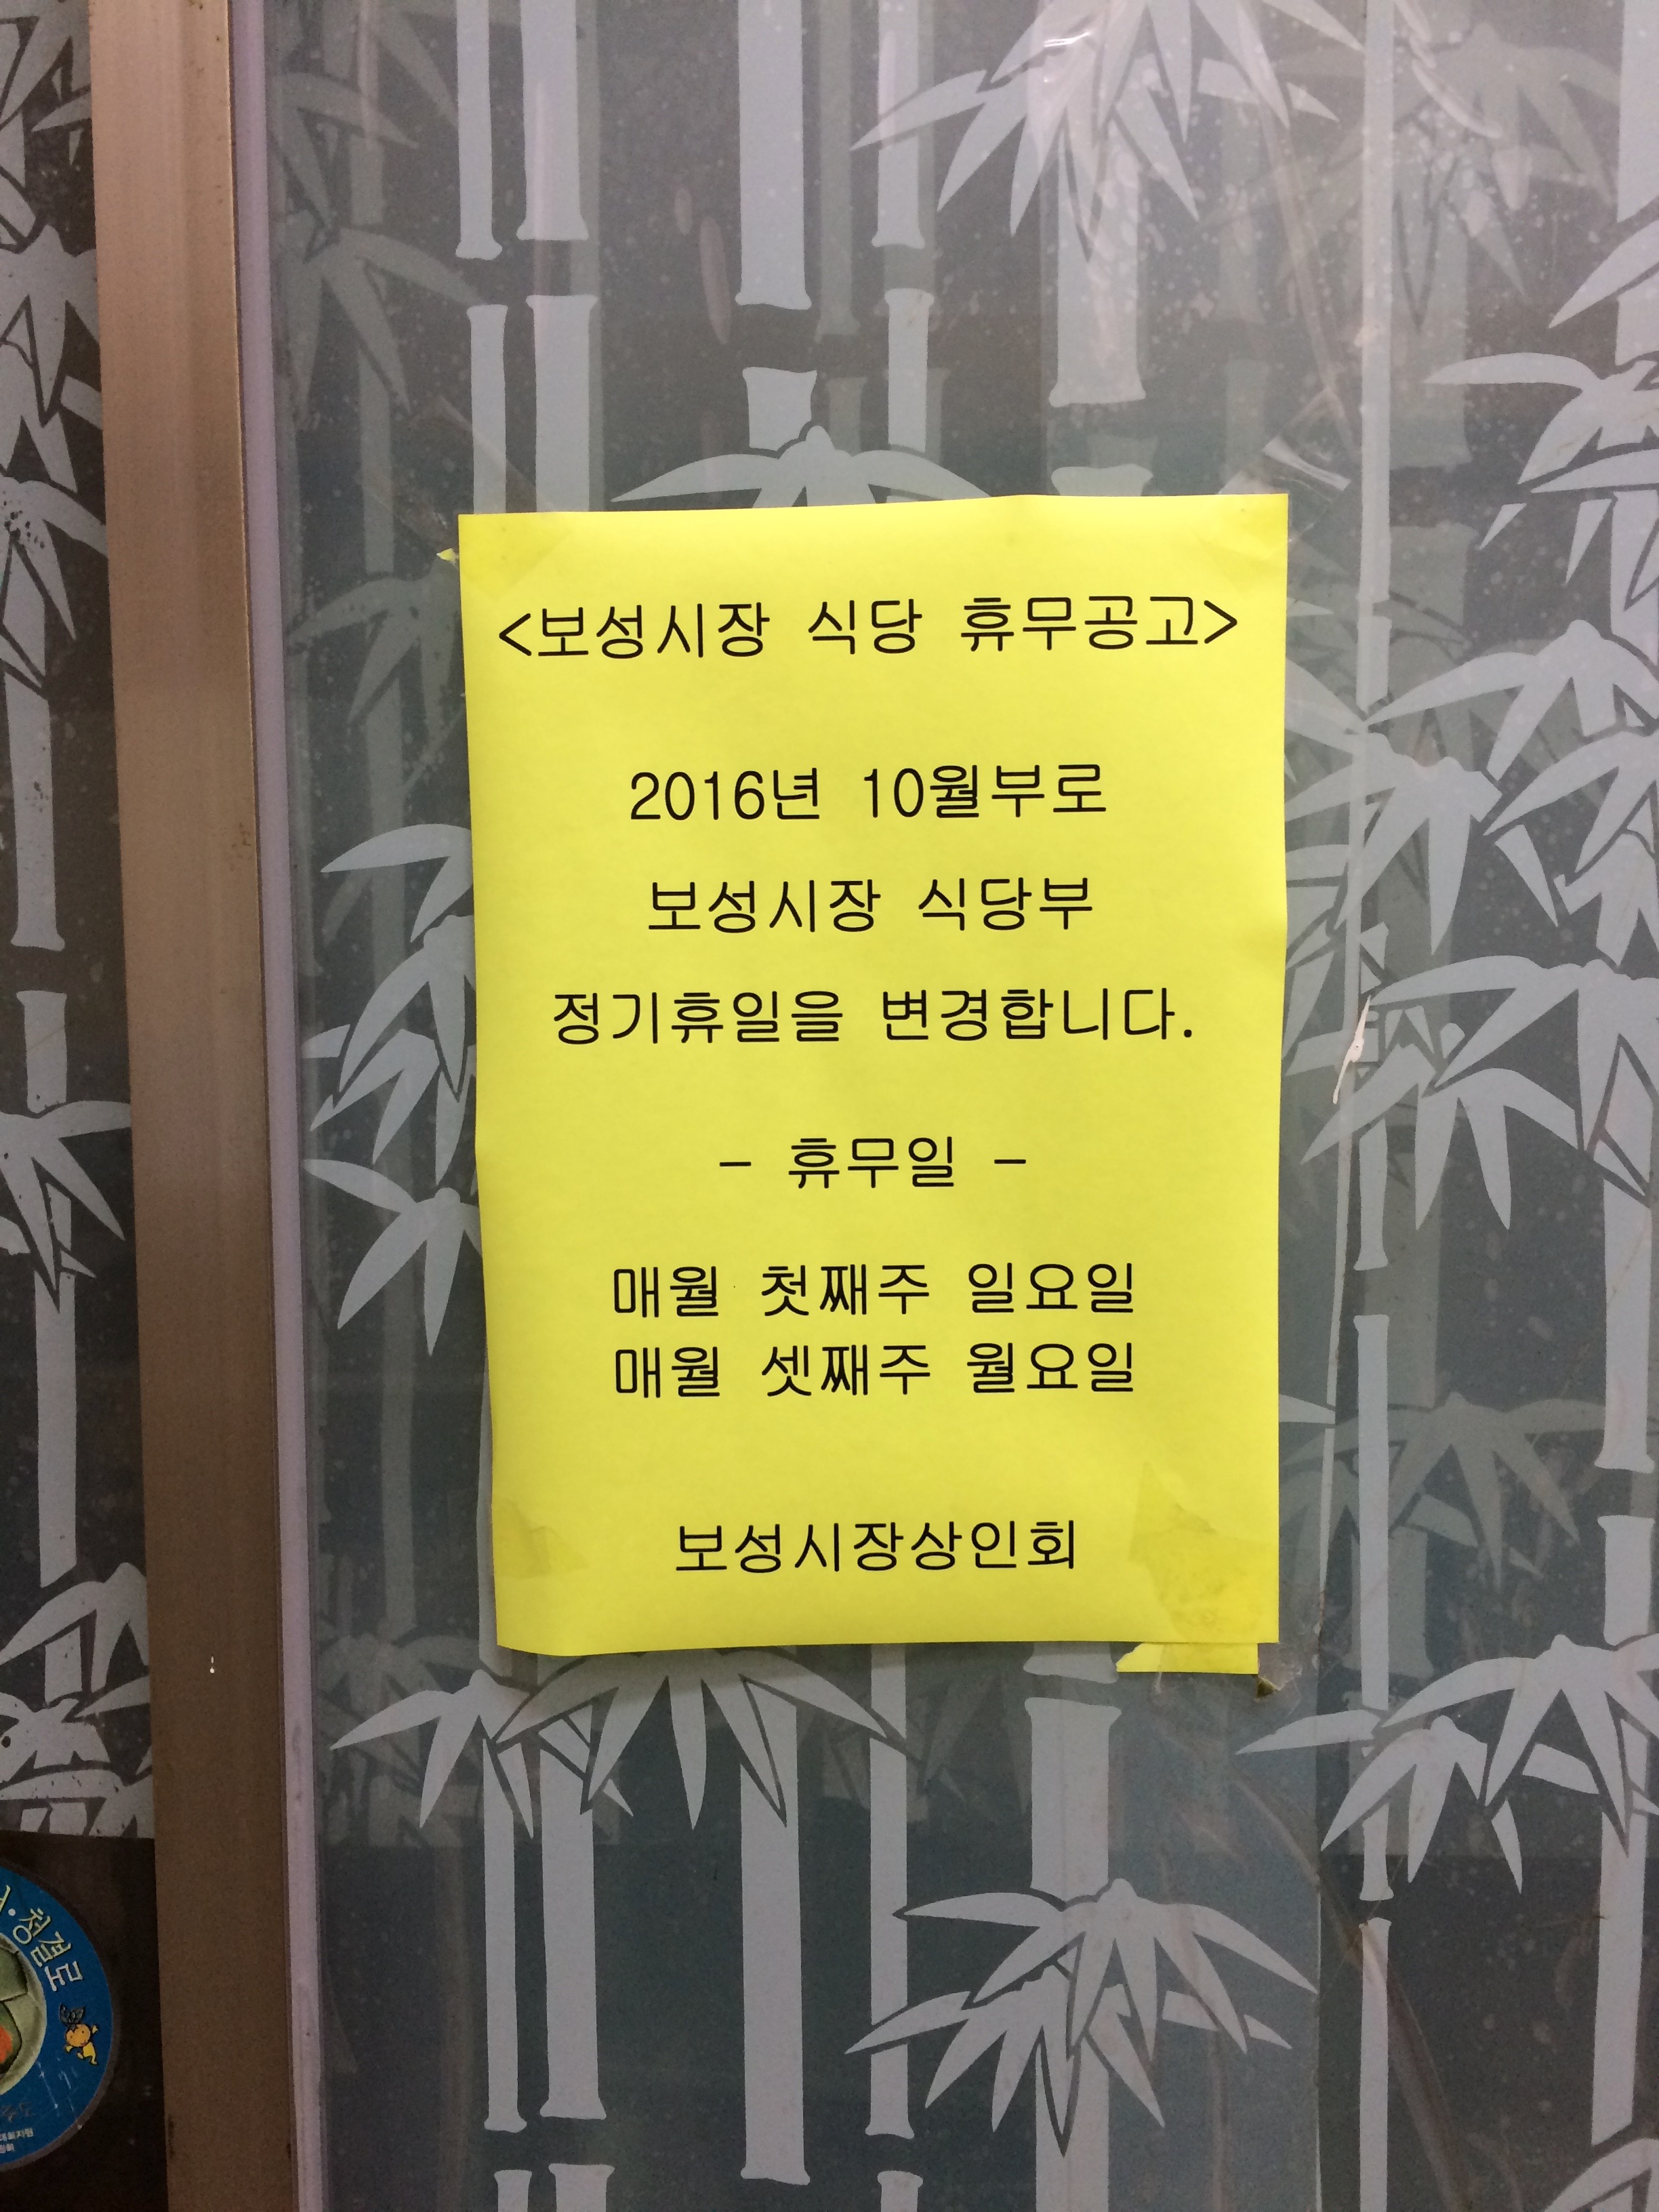 <보성시장 식당 휴무공고>
2016년 10월부로
보성시장 식당부
정기휴일을 변경합니다.
- 휴무일 -
매월 첫째주 일요일
매월 셋째주 월요일
보성시장상인회
청결로